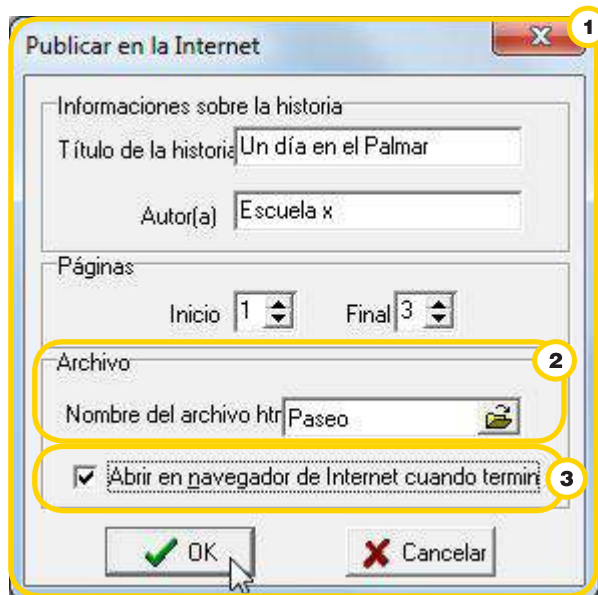 Publicar en la Internet
1
Informaciones sobre la historia
Título de la historia Un día en el Palmar
Autor(a) Escuela x
Páginas
Inicio 1 Final 3
2
Archivo
Nombre del archivo htr Paseo
Abrir en navegador de Internet cuando termin
3
OK Cancelar